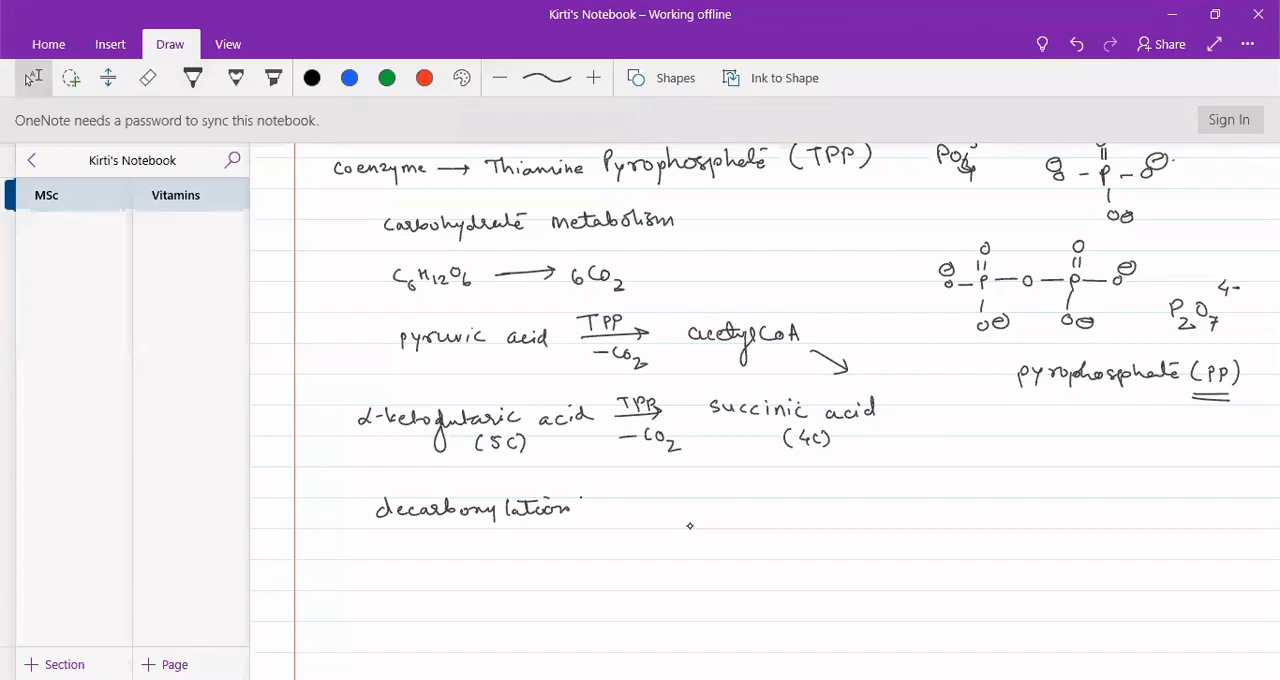 Kirti's Notebook – Working offline
Home Insert Draw View
Share
Shapes Ink to Shape
OneNote needs a password to sync this notebook. Sign In
Kirti's Notebook
MSc Vitamins
Coenzyme → Thiamine Pyrophosphate (TPP)
carbohydrate metabolism
C6H12O6 → 6CO2
pyruvic acid TPP → -CO2 acetylCoA
α-ketoglutaric acid TPP → -CO2 succinic acid
(5C) (4C)
decarboxylation
O
O - P - O
O
O O
O - P - O - P - O
O O
P2O7 4-
pyrophosphate (PP)
+ Section + Page